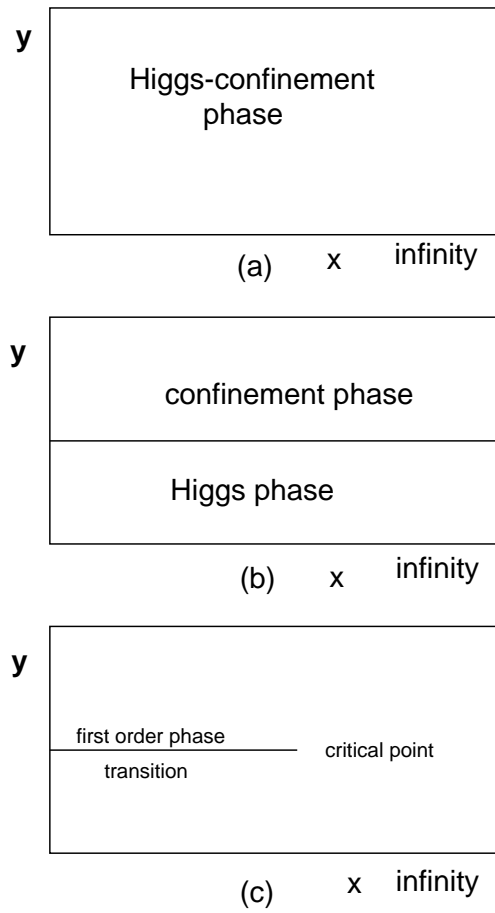 y
Higgs-confinement
phase
(a) x infinity
y
confinement phase
Higgs phase
(b) x infinity
y
first order phase
transition
critical point
(c) x infinity